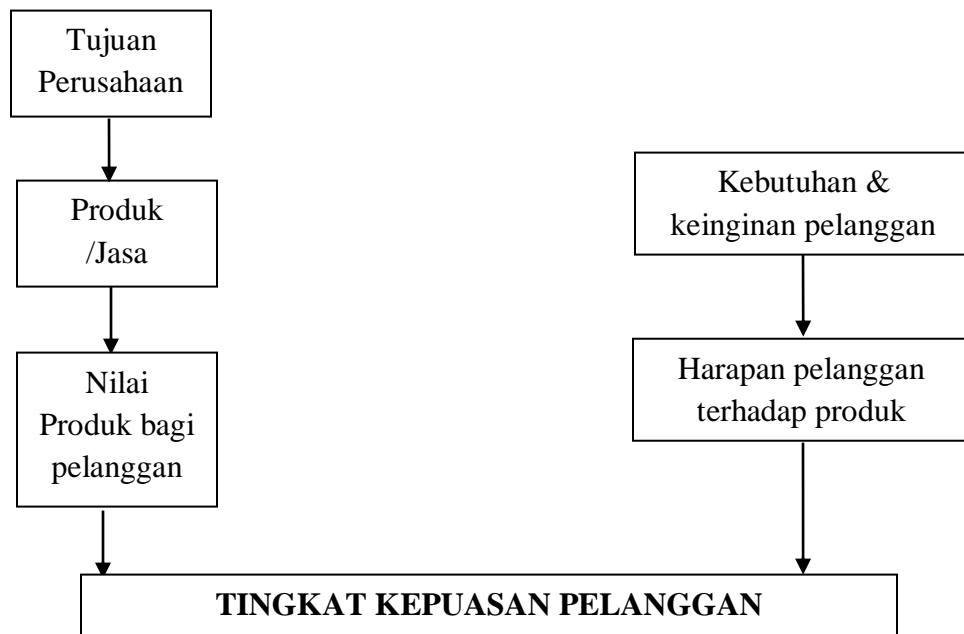 Tujuan
Perusahaan
Produk
/Jasa
Nilai
Produk bagi
pelanggan
Kebutuhan &
keinginan pelanggan
Harapan pelanggan
terhadap produk
TINGKAT KEPUASAN PELANGGAN